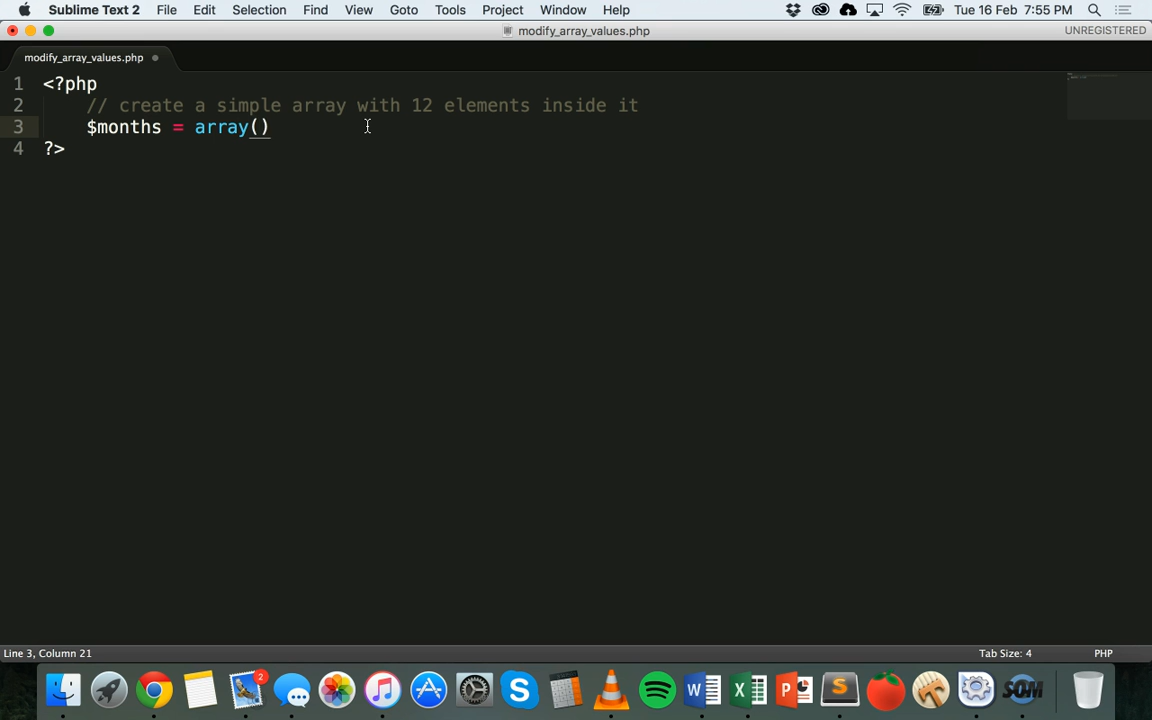 Sublime Text 2 File Edit Selection Find View Goto Tools Project Window Help Tue 16 Feb 7:55 PM
modify_array_values.php UNREGISTERED
modify_array_values.php
1 <?php
2 // create a simple array with 12 elements inside it
3 $months = array()
4 ?>
Line 3, Column 21 Tab Size: 4 PHP
2 S W X P S SOM